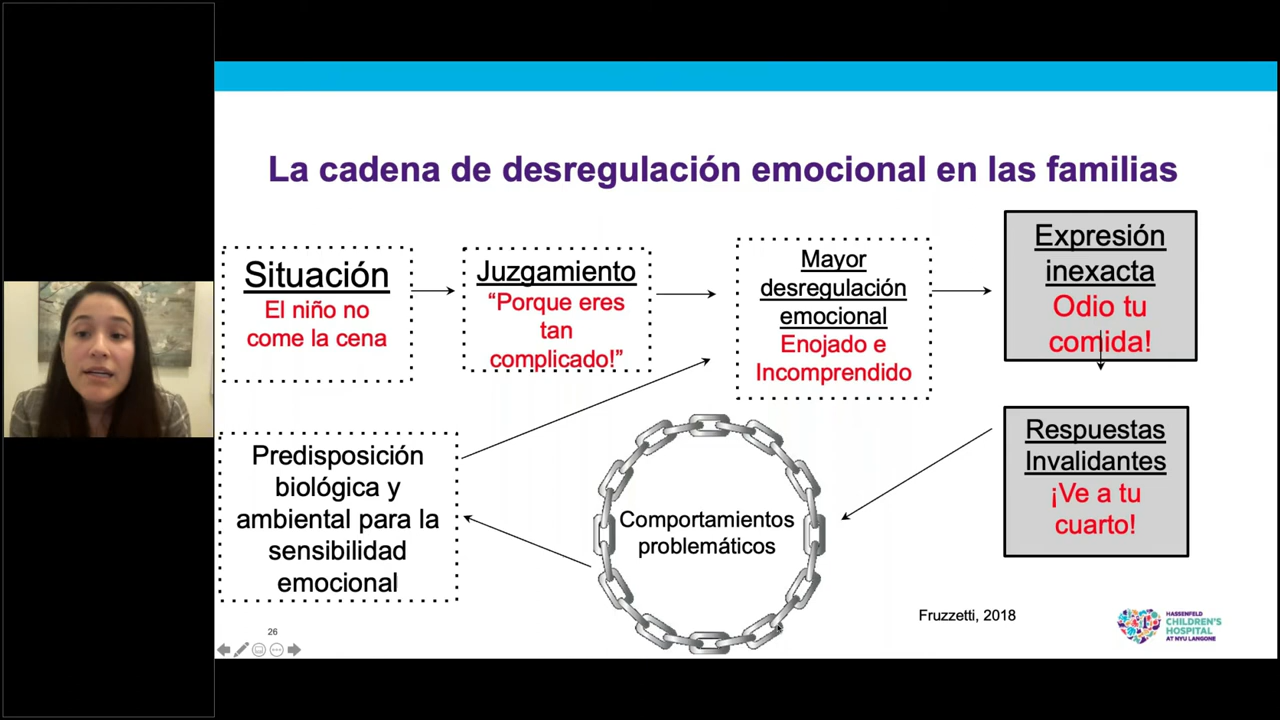 La cadena de desregulación emocional en las familias
Situación
El niño no
come la cena
Juzgamiento
“Porque eres
tan
complicado!”
Mayor
desregulación
emocional
Enojado e
Incomprendido
Expresión
inexacta
Odio tu
comida!
Respuestas
Invalidantes
¡Ve a tu
cuarto!
Comportamientos
problemáticos
Predisposición
biológica y
ambiental para la
sensibilidad
emocional
Fruzzetti, 2018
26
HASSENFELD
CHILDREN'S
HOSPITAL
AT NYU LANGONE